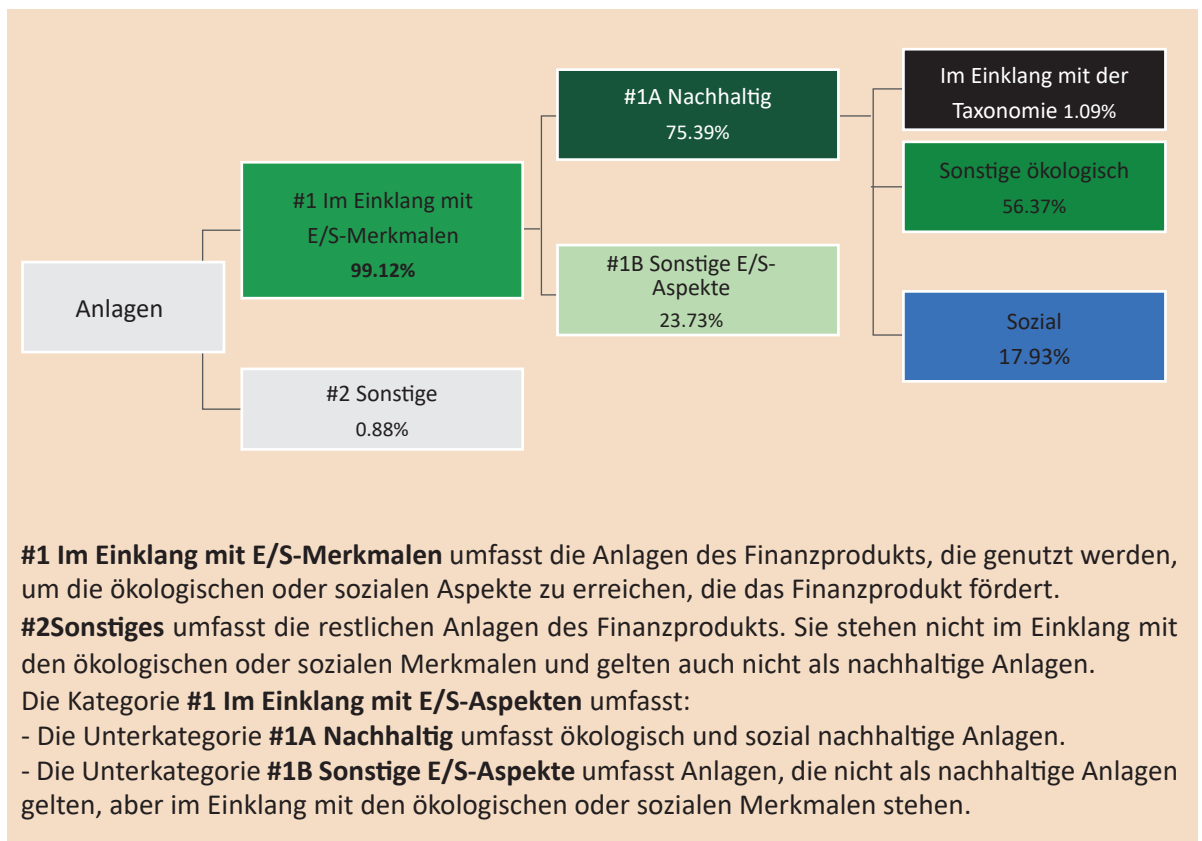 Anlagen
#1 Im Einklang mit
E/S-Merkmalen
99.12%
#2 Sonstige
0.88%
#1A Nachhaltig
75.39%
#1B Sonstige E/S-
Aspekte
23.73%
Im Einklang mit der
Taxonomie 1.09%
Sonstige ökologisch
56.37%
Sozial
17.93%
#1 Im Einklang mit E/S-Merkmalen umfasst die Anlagen des Finanzprodukts, die genutzt werden,
um die ökologischen oder sozialen Aspekte zu erreichen, die das Finanzprodukt fördert.
#2Sonstiges umfasst die restlichen Anlagen des Finanzprodukts. Sie stehen nicht im Einklang mit
den ökologischen oder sozialen Merkmalen und gelten auch nicht als nachhaltige Anlagen.
Die Kategorie #1 Im Einklang mit E/S-Aspekten umfasst:
- Die Unterkategorie #1A Nachhaltig umfasst ökologisch und sozial nachhaltige Anlagen.
- Die Unterkategorie #1B Sonstige E/S-Aspekte umfasst Anlagen, die nicht als nachhaltige Anlagen
gelten, aber im Einklang mit den ökologischen oder sozialen Merkmalen stehen.